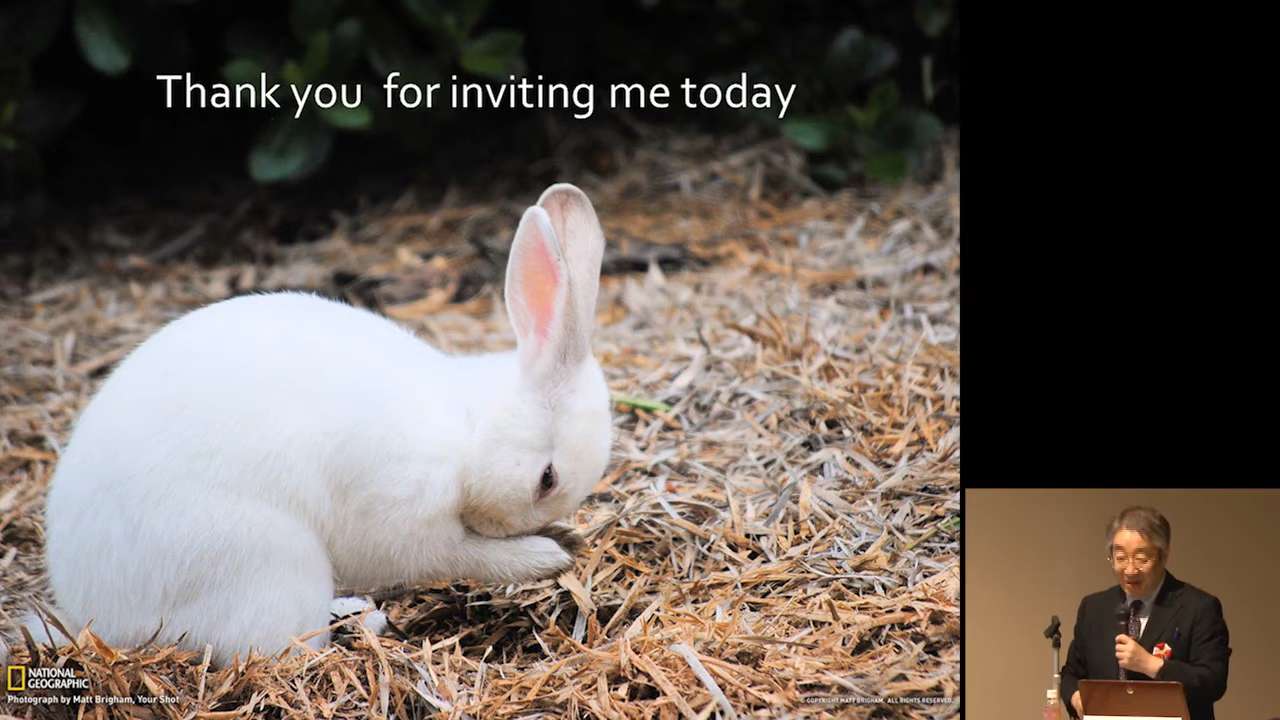 Thank you  for inviting me today
NATIONAL
GEOGRAPHIC
Photograph by Matt Brigham, Your Shot
© COPYRIGHT MATT BRIGHAM. ALL RIGHTS RESERVED.